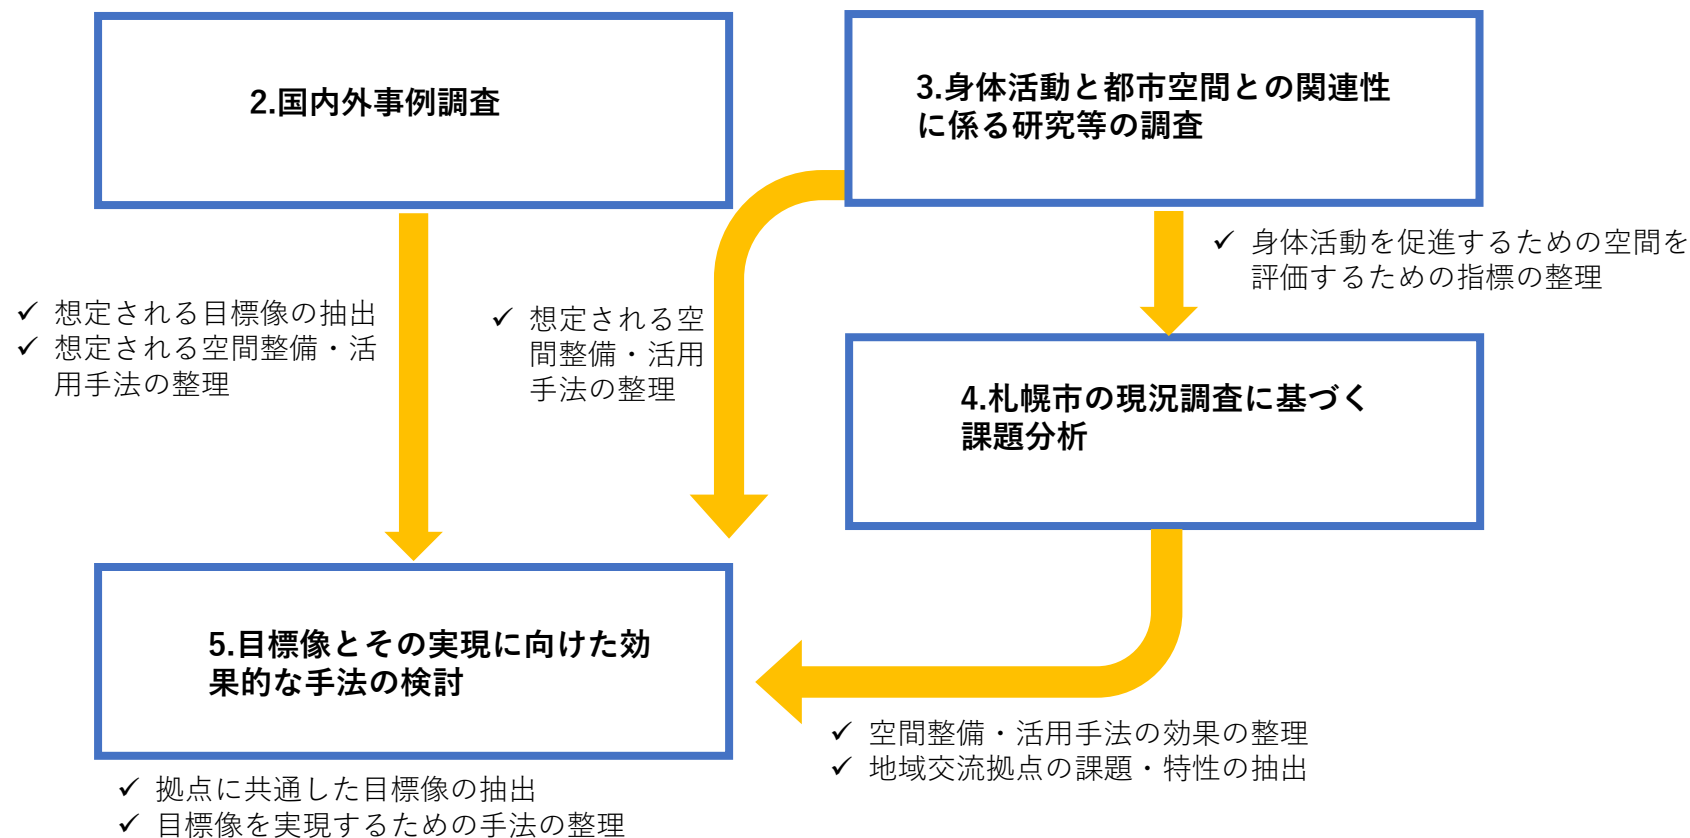 2.国内外事例調査
3.身体活動と都市空間との関連性
に係る研究等の調査
✓ 身体活動を促進するための空間を
評価するための指標の整理
✓ 想定される目標像の抽出
✓ 想定される空間整備・活
用手法の整理
✓ 想定される空
間整備・活用
手法の整理
4.札幌市の現況調査に基づく
課題分析
5.目標像とその実現に向けた効
果的な手法の検討
✓ 空間整備・活用手法の効果の整理
✓ 地域交流拠点の課題・特性の抽出
✓ 拠点に共通した目標像の抽出
✓ 目標像を実現するための手法の整理